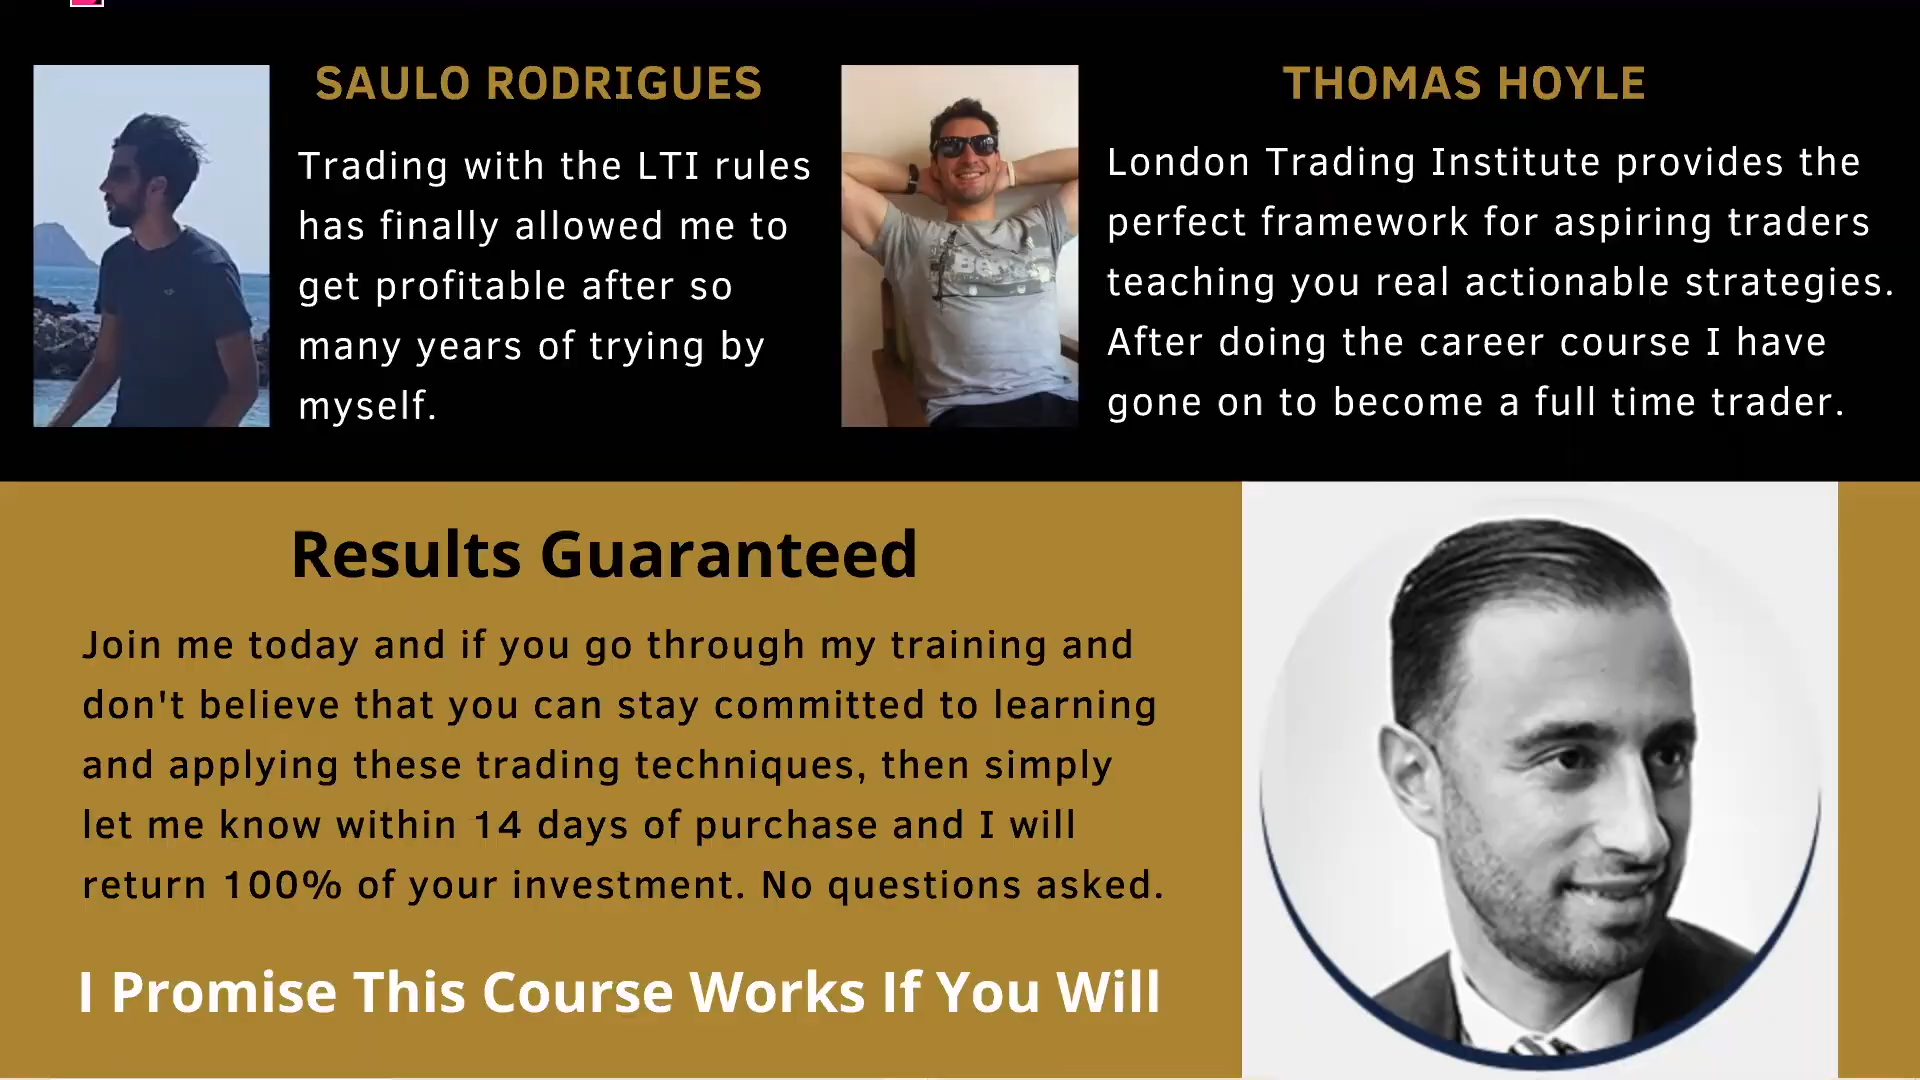 SAULO RODRIGUES
Trading with the LTI rules
has finally allowed me to
get profitable after so
many years of trying by
myself.
THOMAS HOYLE
London Trading Institute provides the
perfect framework for aspiring traders
teaching you real actionable strategies.
After doing the career course I have
gone on to become a full time trader.
Results Guaranteed
Join me today and if you go through my training and
don't believe that you can stay committed to learning
and applying these trading techniques, then simply
let me know within 14 days of purchase and I will
return 100% of your investment. No questions asked.
I Promise This Course Works If You Will